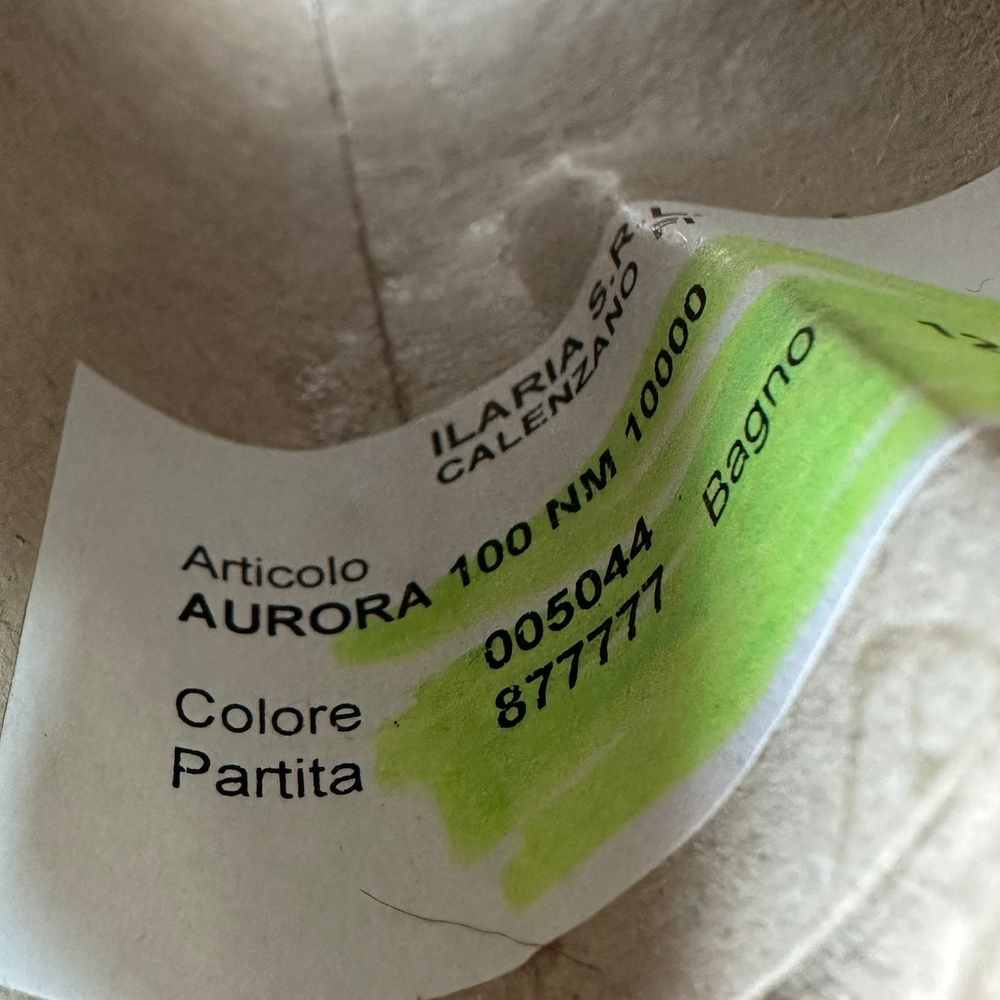 ILARIA S.R.L.
CALENZANO
Articolo
AURORA 100 NM 10000
Colore 005044 Bagno
Partita 877777